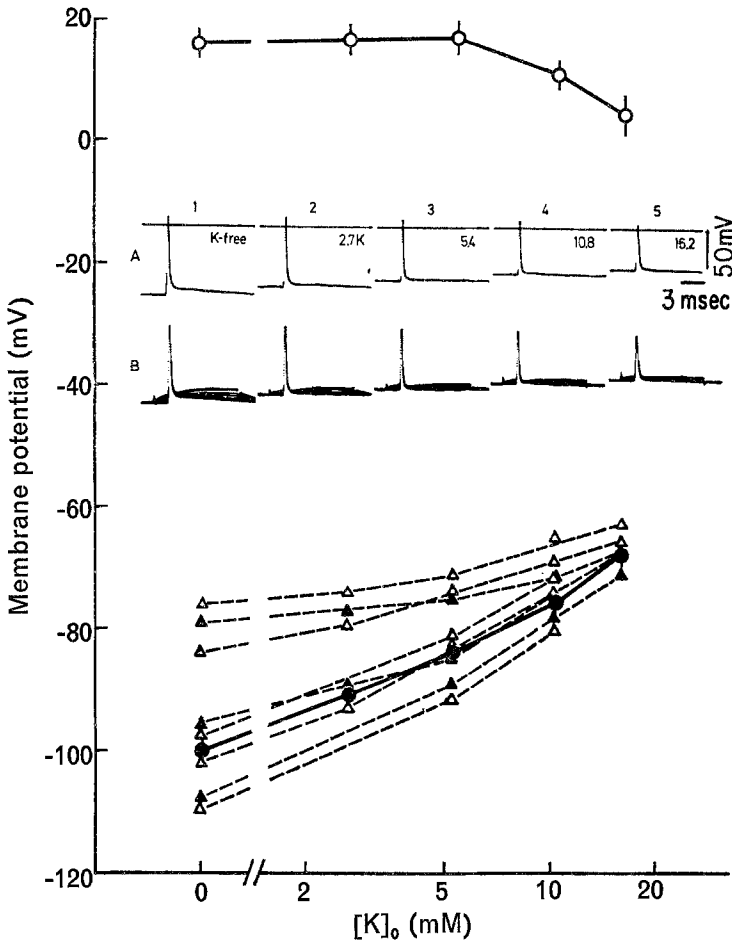 20
0
-20
-40
-60
-80
-100
-120
Membrane potential (mV)
1 2 3 4 5
A
K-free 2.7K 5.4 10.8 16.2
50mV
3 msec
B
0 2 5 10 20
[K]₀ (mM)